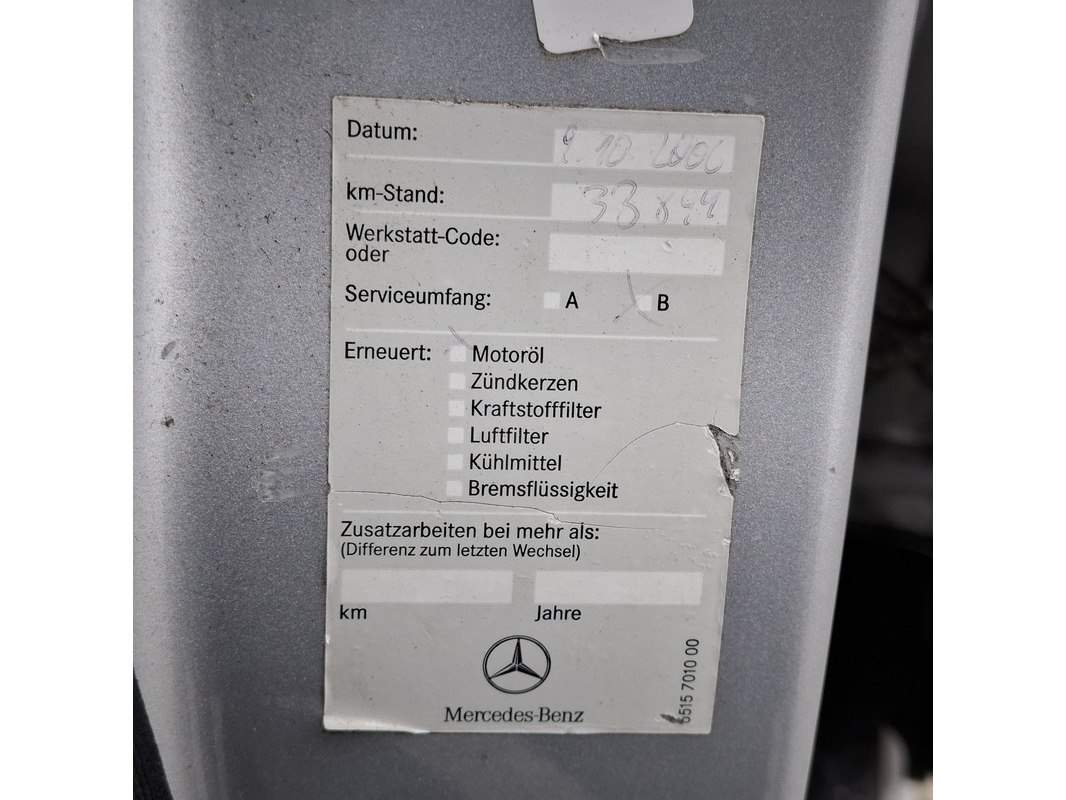 Datum: 9.10.2006
km-Stand: 33844
Werkstatt-Code:
oder
Serviceumfang: A B
Erneuert: Motoröl
Zündkerzen
Kraftstofffilter
Luftfilter
Kühlmittel
Bremsflüssigkeit
Zusatzarbeiten bei mehr als:
(Differenz zum letzten Wechsel)
km Jahre
Mercedes-Benz
6515 7010 00